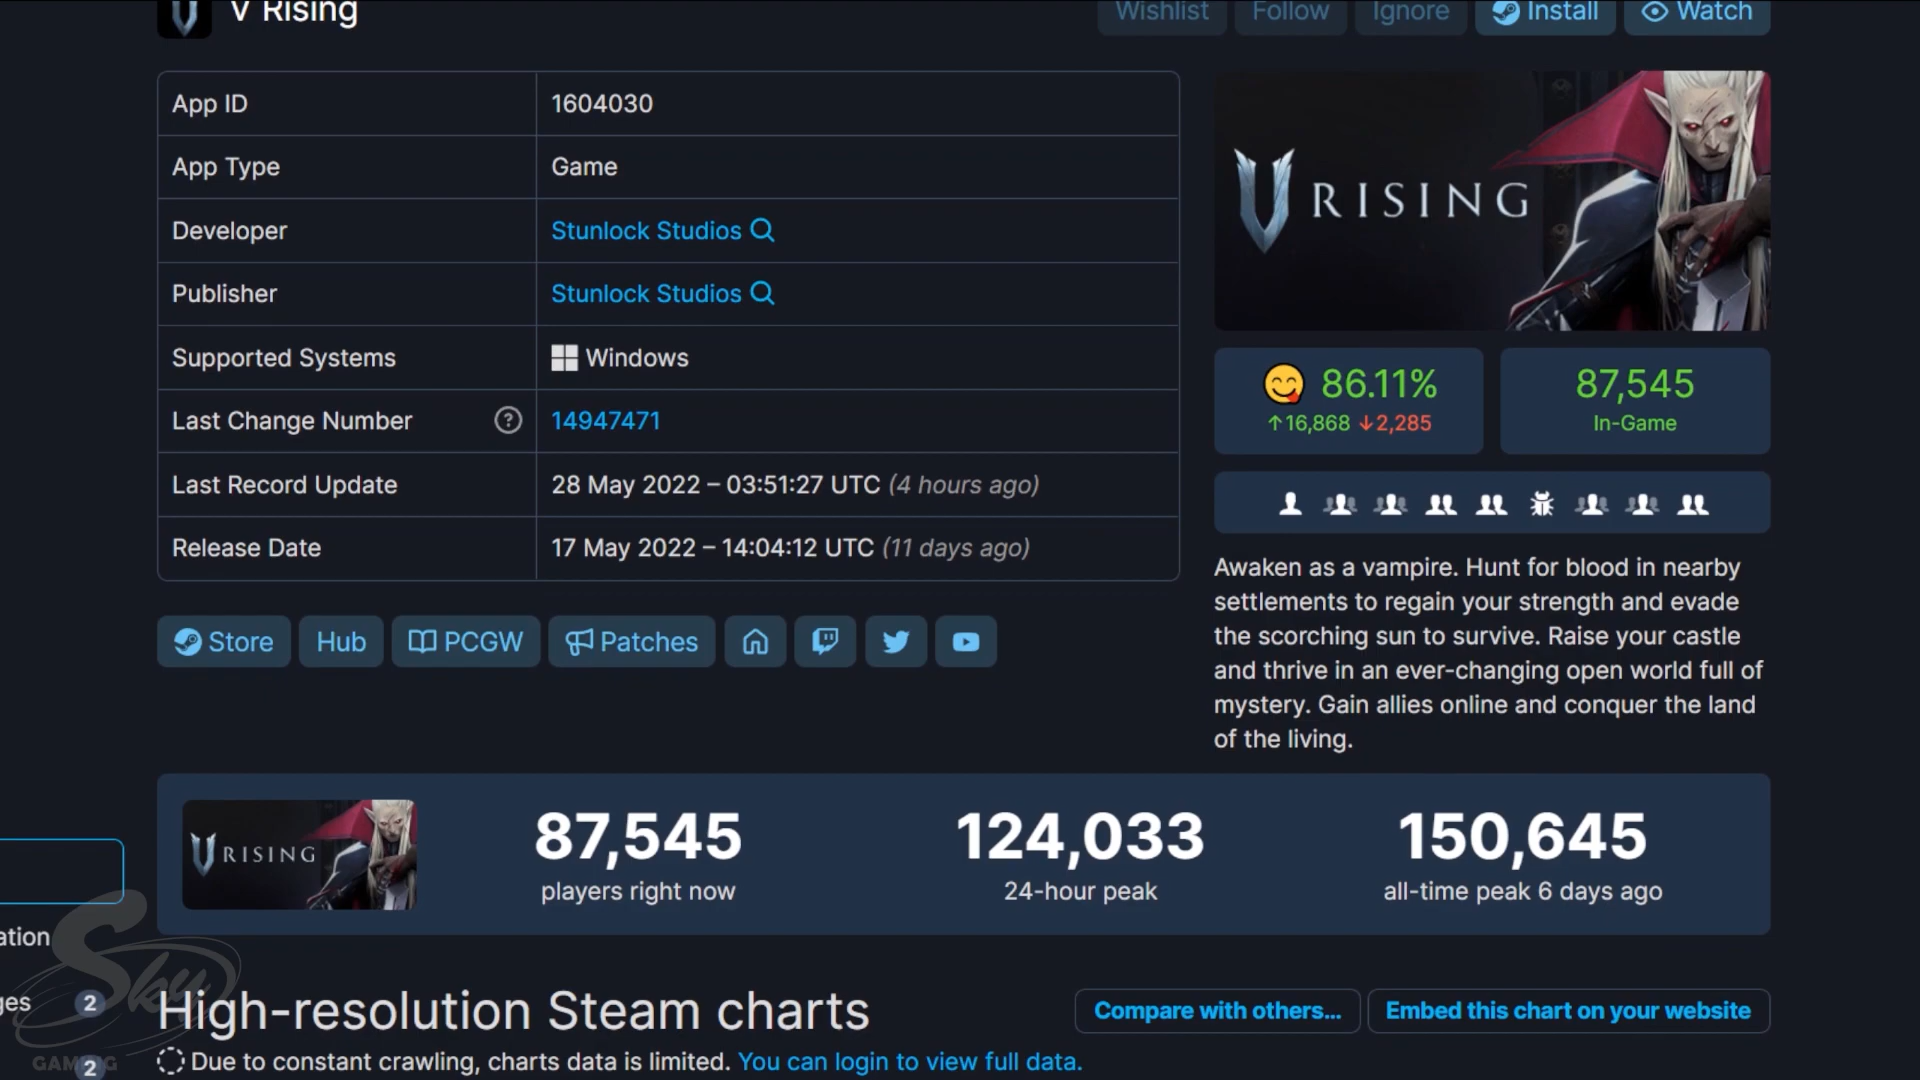 V Rising
Wishlist Follow Ignore Install Watch
App ID 1604030
App Type Game
Developer Stunlock Studios
Publisher Stunlock Studios
Supported Systems Windows
Last Change Number ? 14947471
Last Record Update 28 May 2022 – 03:51:27 UTC (4 hours ago)
Release Date 17 May 2022 – 14:04:12 UTC (11 days ago)
Store Hub PCGW Patches
V RISING
86.11%
↑16,868 ↓2,285
87,545
In-Game
Awaken as a vampire. Hunt for blood in nearby
settlements to regain your strength and evade
the scorching sun to survive. Raise your castle
and thrive in an ever-changing open world full of
mystery. Gain allies online and conquer the land
of the living.
V RISING
87,545
players right now
124,033
24-hour peak
150,645
all-time peak 6 days ago
ation
ges 2
2
Sky
GAMING
High-resolution Steam charts
Compare with others... Embed this chart on your website
Due to constant crawling, charts data is limited. You can login to view full data.